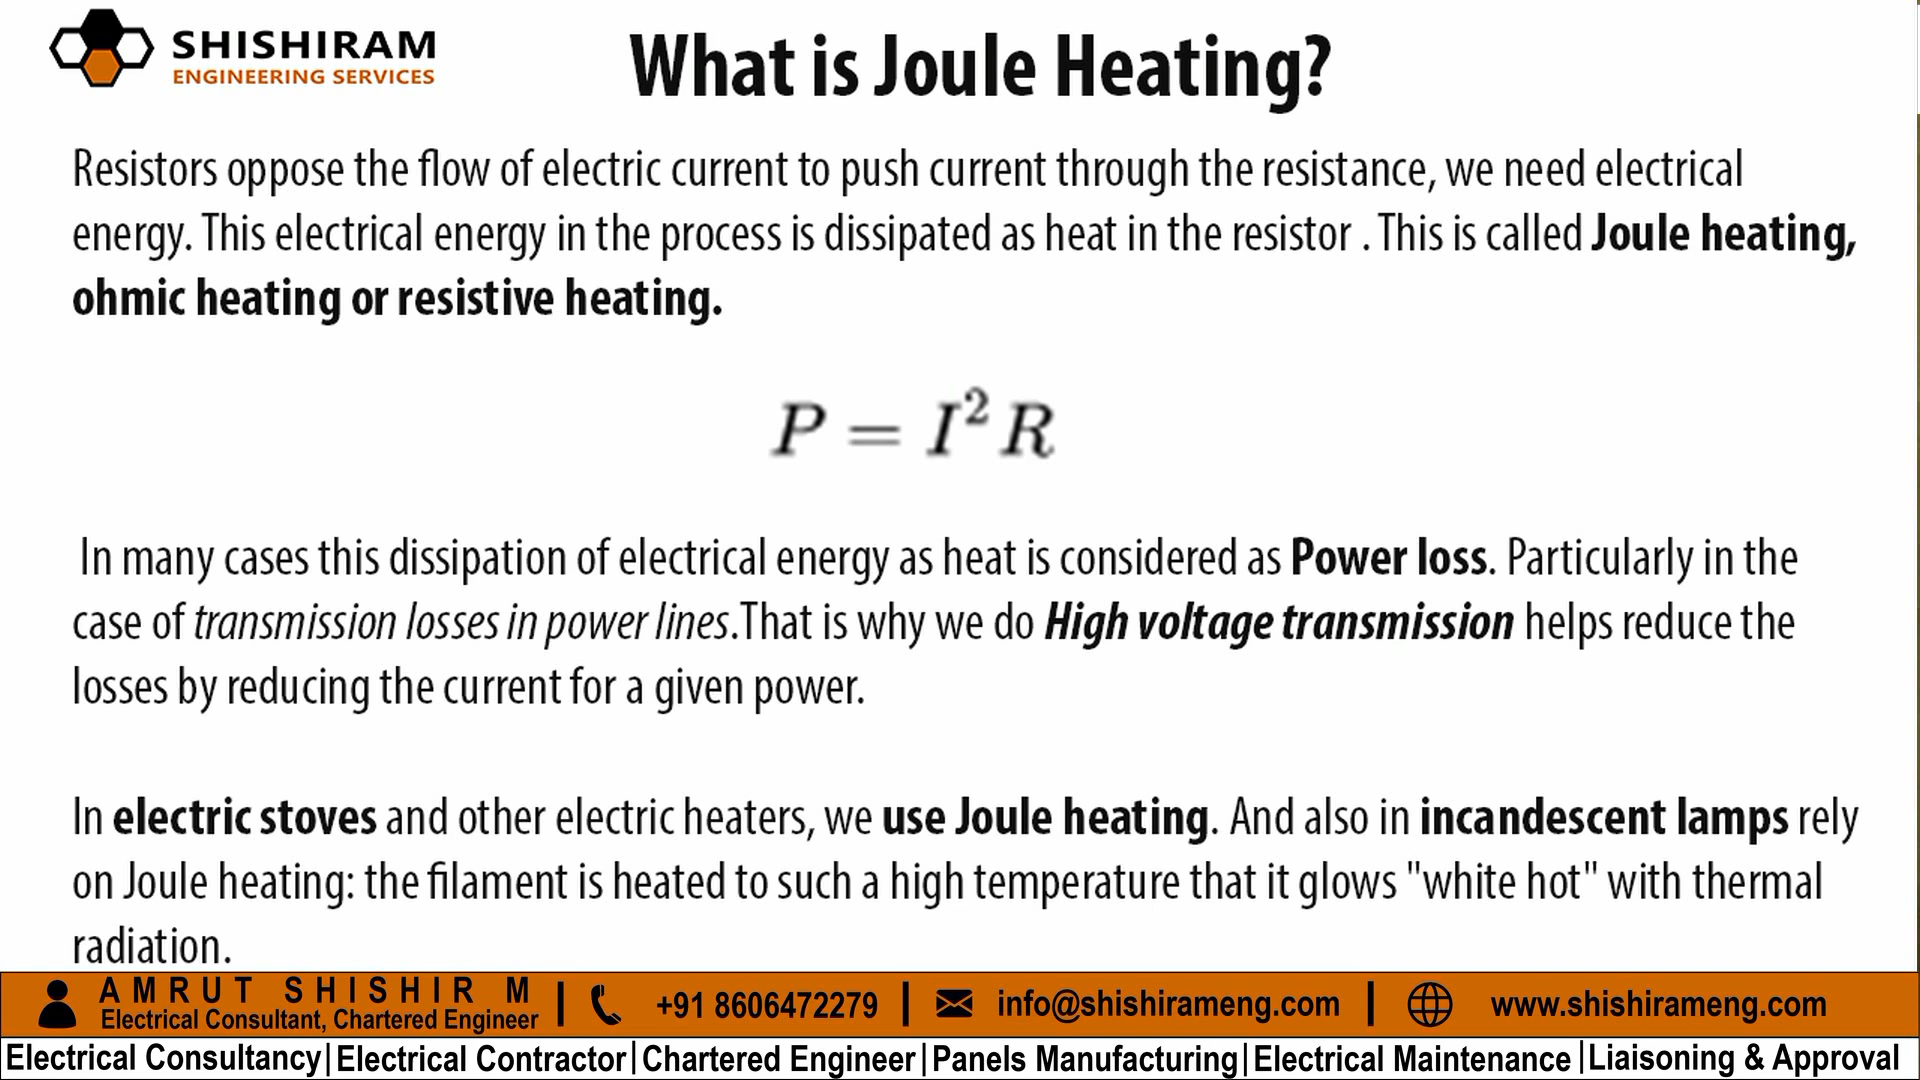 SHISHIRAM
ENGINEERING SERVICES
What is Joule Heating?
Resistors oppose the flow of electric current to push current through the resistance, we need electrical
energy. This electrical energy in the process is dissipated as heat in the resistor . This is called Joule heating,
ohmic heating or resistive heating.
P = I² R
In many cases this dissipation of electrical energy as heat is considered as Power loss. Particularly in the
case of transmission losses in power lines.That is why we do High voltage transmission helps reduce the
losses by reducing the current for a given power.
In electric stoves and other electric heaters, we use Joule heating. And also in incandescent lamps rely
on Joule heating: the filament is heated to such a high temperature that it glows "white hot" with thermal
radiation.
AMRUT SHISHIR M
Electrical Consultant, Chartered Engineer
+91 8606472279
info@shishirameng.com
www.shishirameng.com
Electrical Consultancy|Electrical Contractor|Chartered Engineer|Panels Manufacturing|Electrical Maintenance|Liaisoning & Approval